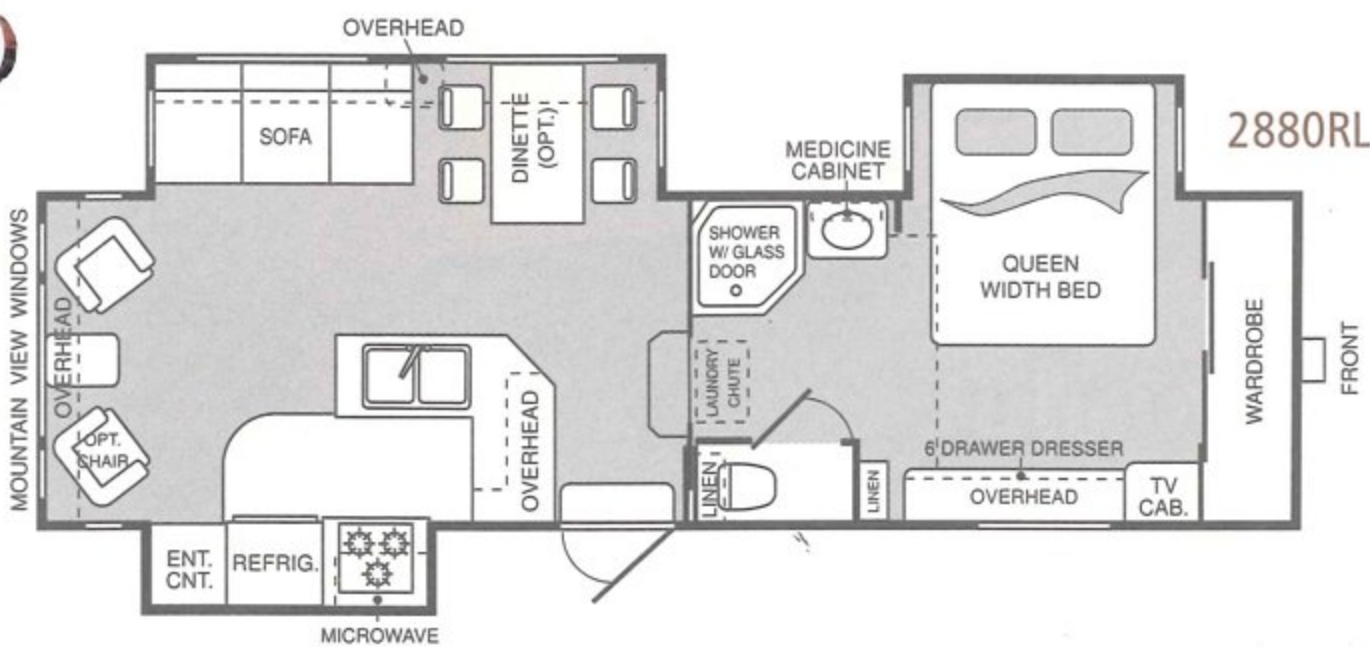 OVERHEAD
SOFA
DINETTE
(OPT.)
2880RL
MEDICINE
CABINET
SHOWER
W/ GLASS
DOOR
QUEEN
WIDTH BED
MOUNTAIN VIEW WINDOWS
OVERHEAD
OPT.
CHAIR
OVERHEAD
LAUNDRY
CHUTE
WARDROBE
FRONT
LINEN
LINEN
6 DRAWER DRESSER
OVERHEAD
TV
CAB.
ENT.
CNT.
REFRIG.
MICROWAVE